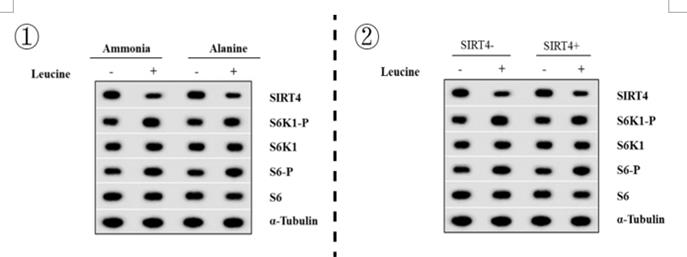 ①
Ammonia Alanine
Leucine - + - +
SIRT4
S6K1-P
S6K1
S6-P
S6
α-Tubulin
②
SIRT4- SIRT4+
Leucine - + - +
SIRT4
S6K1-P
S6K1
S6-P
S6
α-Tubulin